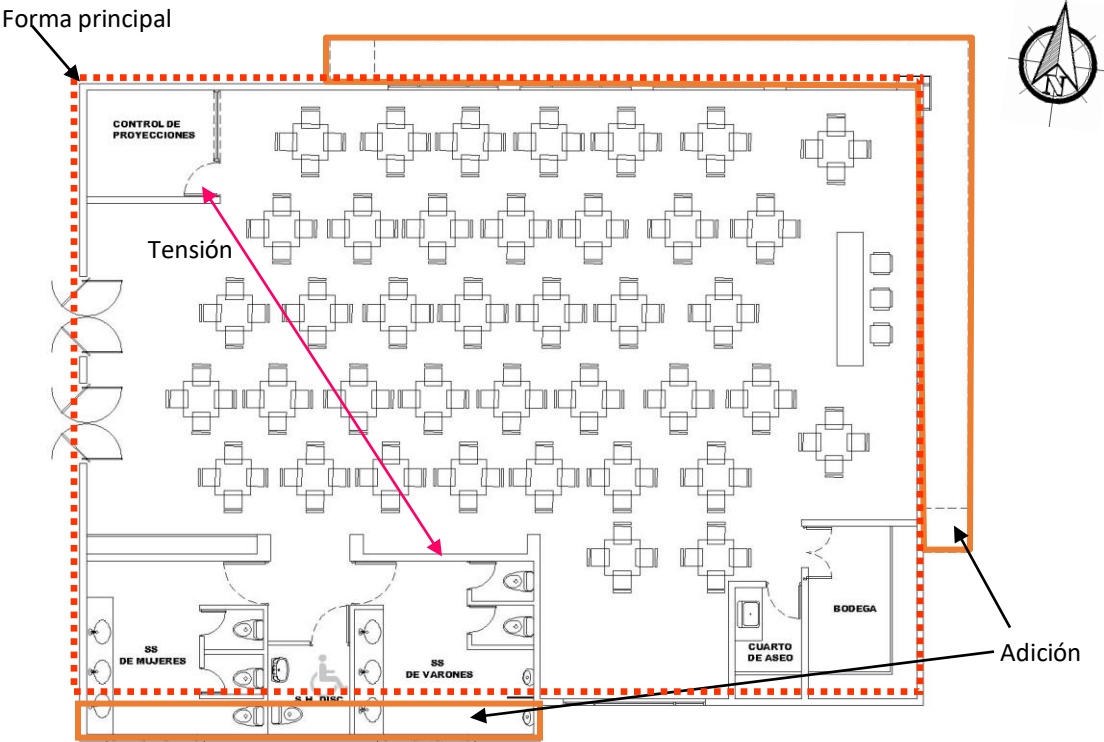 Forma principal
N
CONTROL DE
PROYECCIONES
Tensión
BODEGA
SS
DE MUJERES
SS
DE VARONES
CUARTO
DE ASEO
Adición
S.H. DISC.